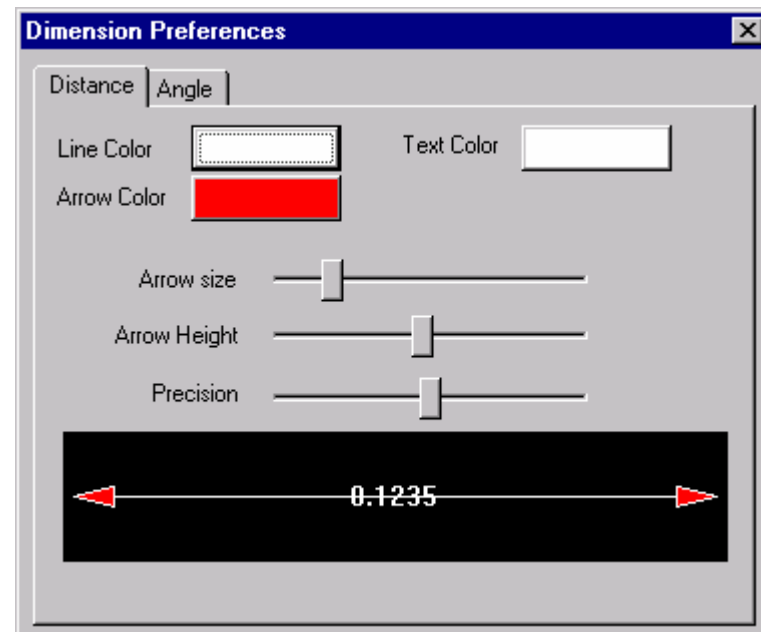 Dimension Preferences
Distance Angle
Line Color Text Color
Arrow Color
Arrow size
Arrow Height
Precision
0.1235